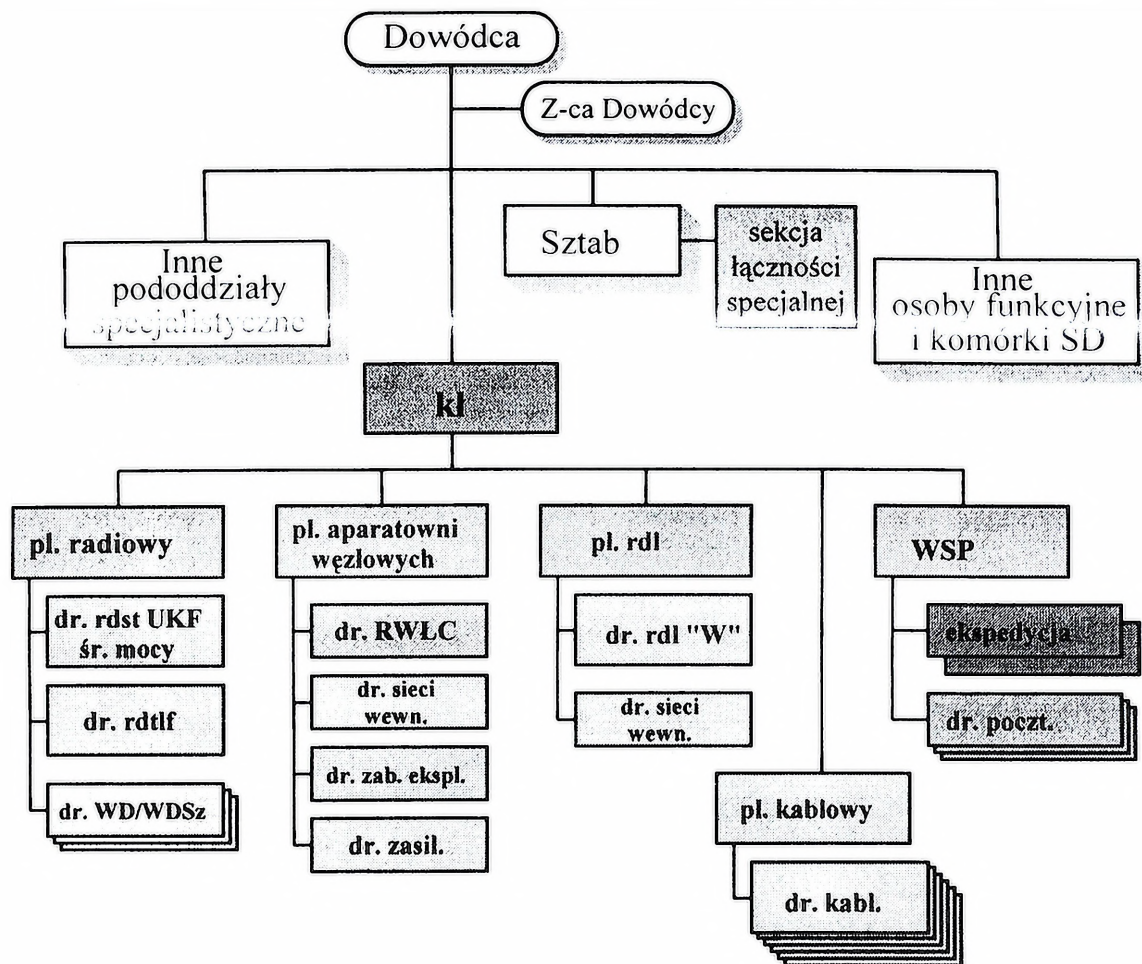 Dowódca
Z-ca Dowódcy
Inne
pododdziały
specjalistyczne
Sztab
sekcja
łączności
specjalnej
Inne
osoby funkcyjne
i komórki SD
kł
pl. radiowy
dr. rdst UKF
śr. mocy
dr. rdtlf
dr. WD/WDSz
pl. aparatowni
węzłowych
dr. RWŁC
dr. sieci
wewn.
dr. zab. ekspl.
dr. zasil.
pl. rdl
dr. rdl "W"
dr. sieci
wewn.
pl. kablowy
dr. kabl.
WSP
ekspedycja
dr. poczt.